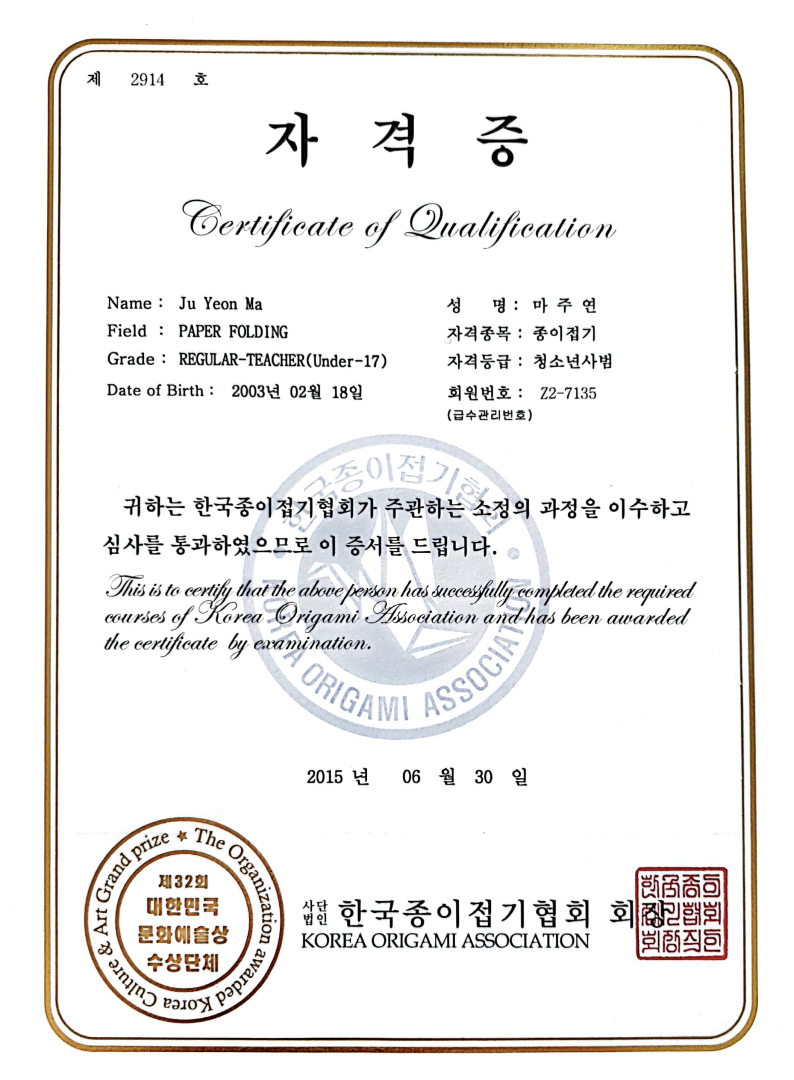 제 2914 호
자 격 증
Certificate of Qualification
Name : Ju Yeon Ma
성 명 : 마 주 연
Field : PAPER FOLDING
자격종목 : 종이접기
Grade : REGULAR-TEACHER(Under-17)
자격등급 : 청소년사범
Date of Birth : 2003년 02월 18일
회원번호 : Z2-7135
(급수관리번호)
귀하는 한국종이접기협회가 주관하는 소정의 과정을 이수하고
심사를 통과하였으므로 이 증서를 드립니다.
This is to certify that the above person has successfully completed the required
courses of Korea Origami Association and has been awarded
the certificate by examination.
한국종이접기협회
KOREA ORIGAMI ASSOCIATION
2015 년 06 월 30 일
The Organization awarded Korea Culture & Art Grand prize
제32회
대한민국
문화예술상
수상단체
사단법인 한국종이접기협회 회장
KOREA ORIGAMI ASSOCIATION